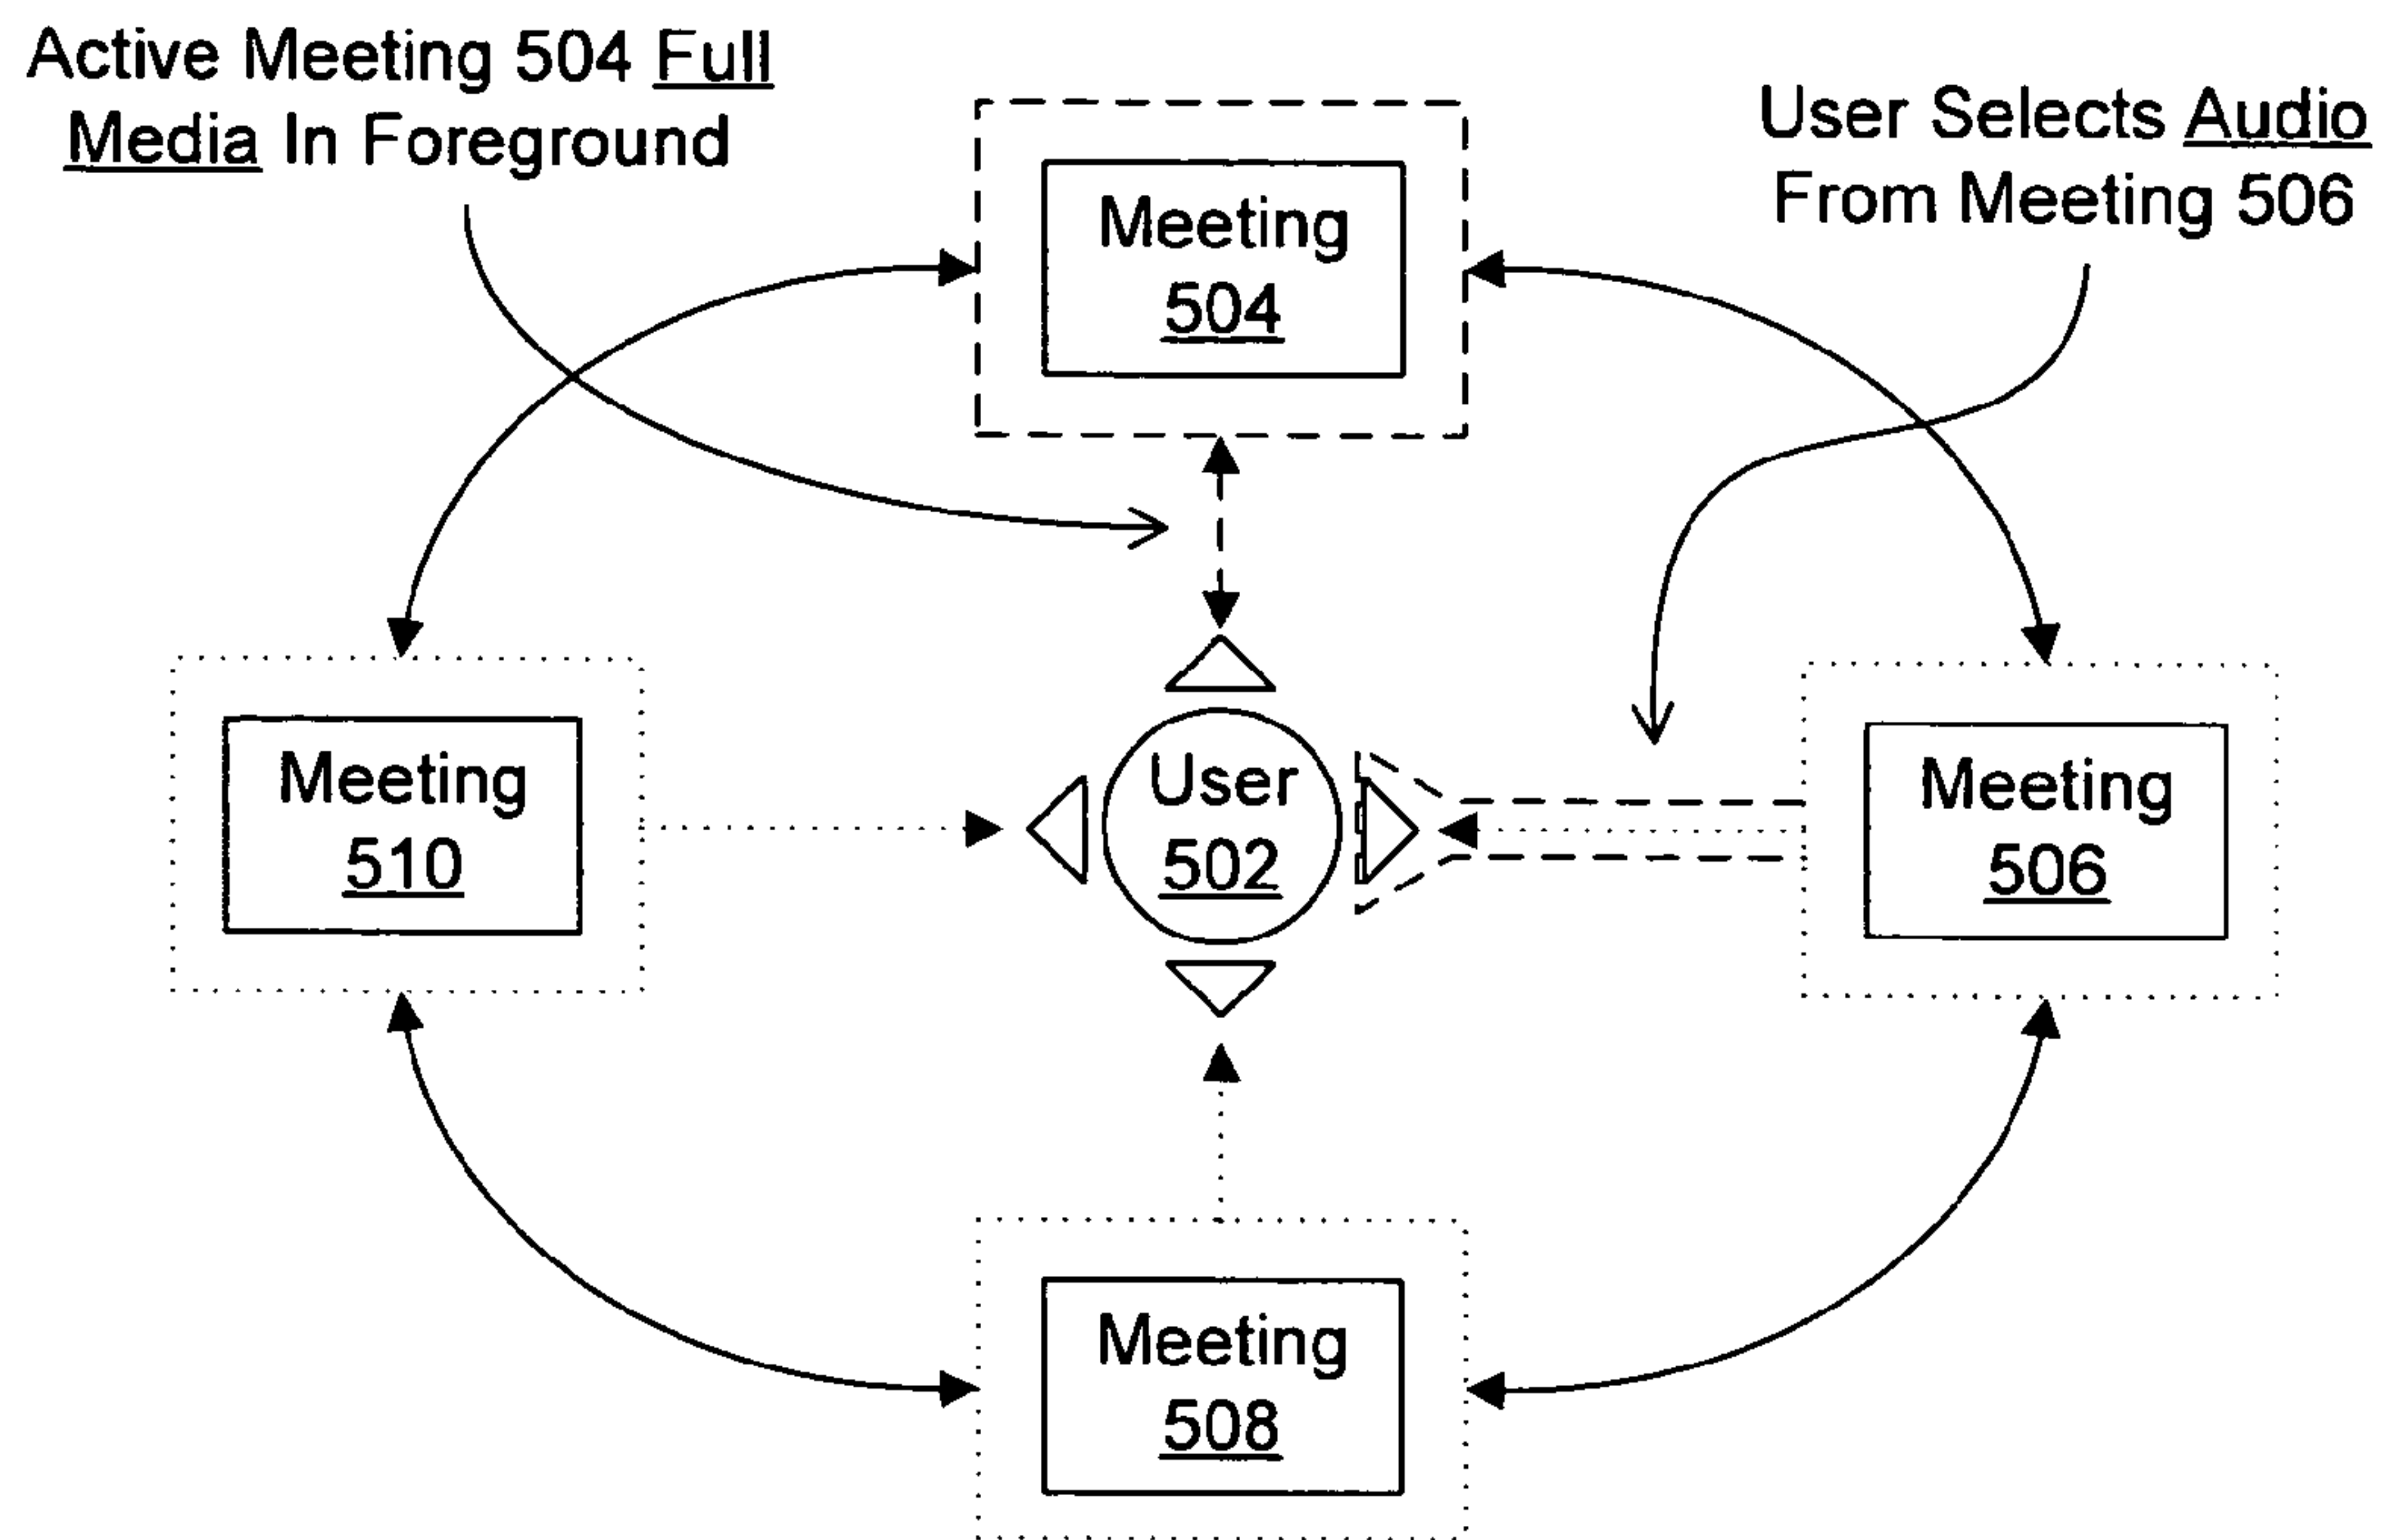 Active Meeting 504 Full
Media In Foreground
User Selects Audio
From Meeting 506
Meeting
504
Meeting
510
User
502
Meeting
506
Meeting
508